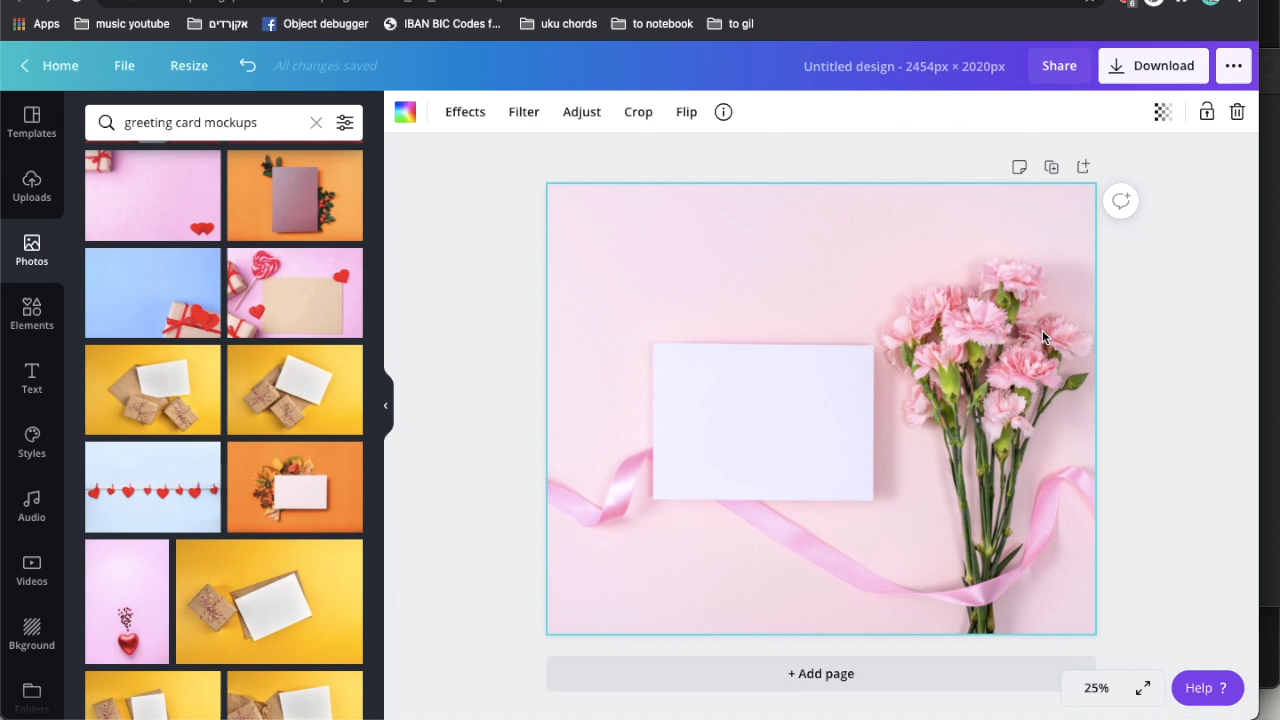 Apps music youtube אקורדים Object debugger IBAN BIC Codes f... uku chords to notebook to gil
Home File Resize All changes saved Untitled design - 2454px × 2020px Share Download
greeting card mockups
Effects Filter Adjust Crop Flip
Templates
Uploads
Photos
Elements
Text
Styles
Audio
Videos
Bkground
Folders
+ Add page
25% Help ?